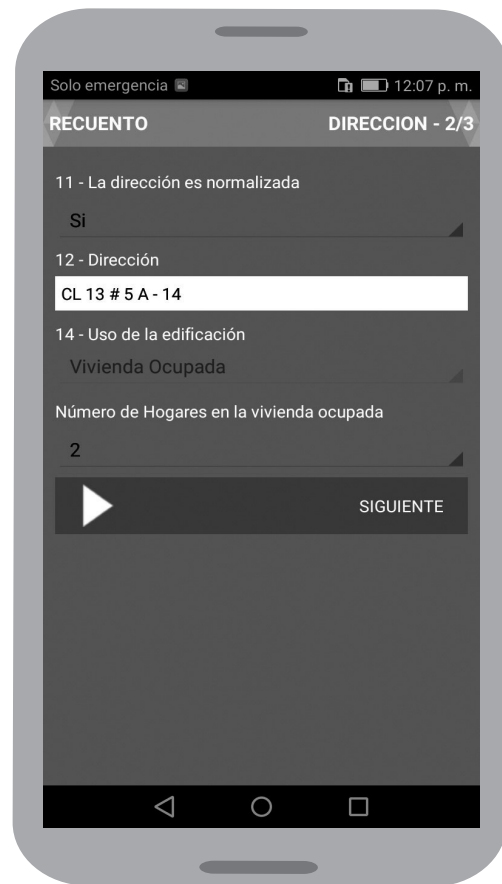 Solo emergencia 12:07 p. m.
RECUENTO DIRECCION - 2/3
11 - La dirección es normalizada
Si
12 - Dirección
CL 13 # 5 A - 14
14 - Uso de la edificación
Vivienda Ocupada
Número de Hogares en la vivienda ocupada
2
SIGUIENTE